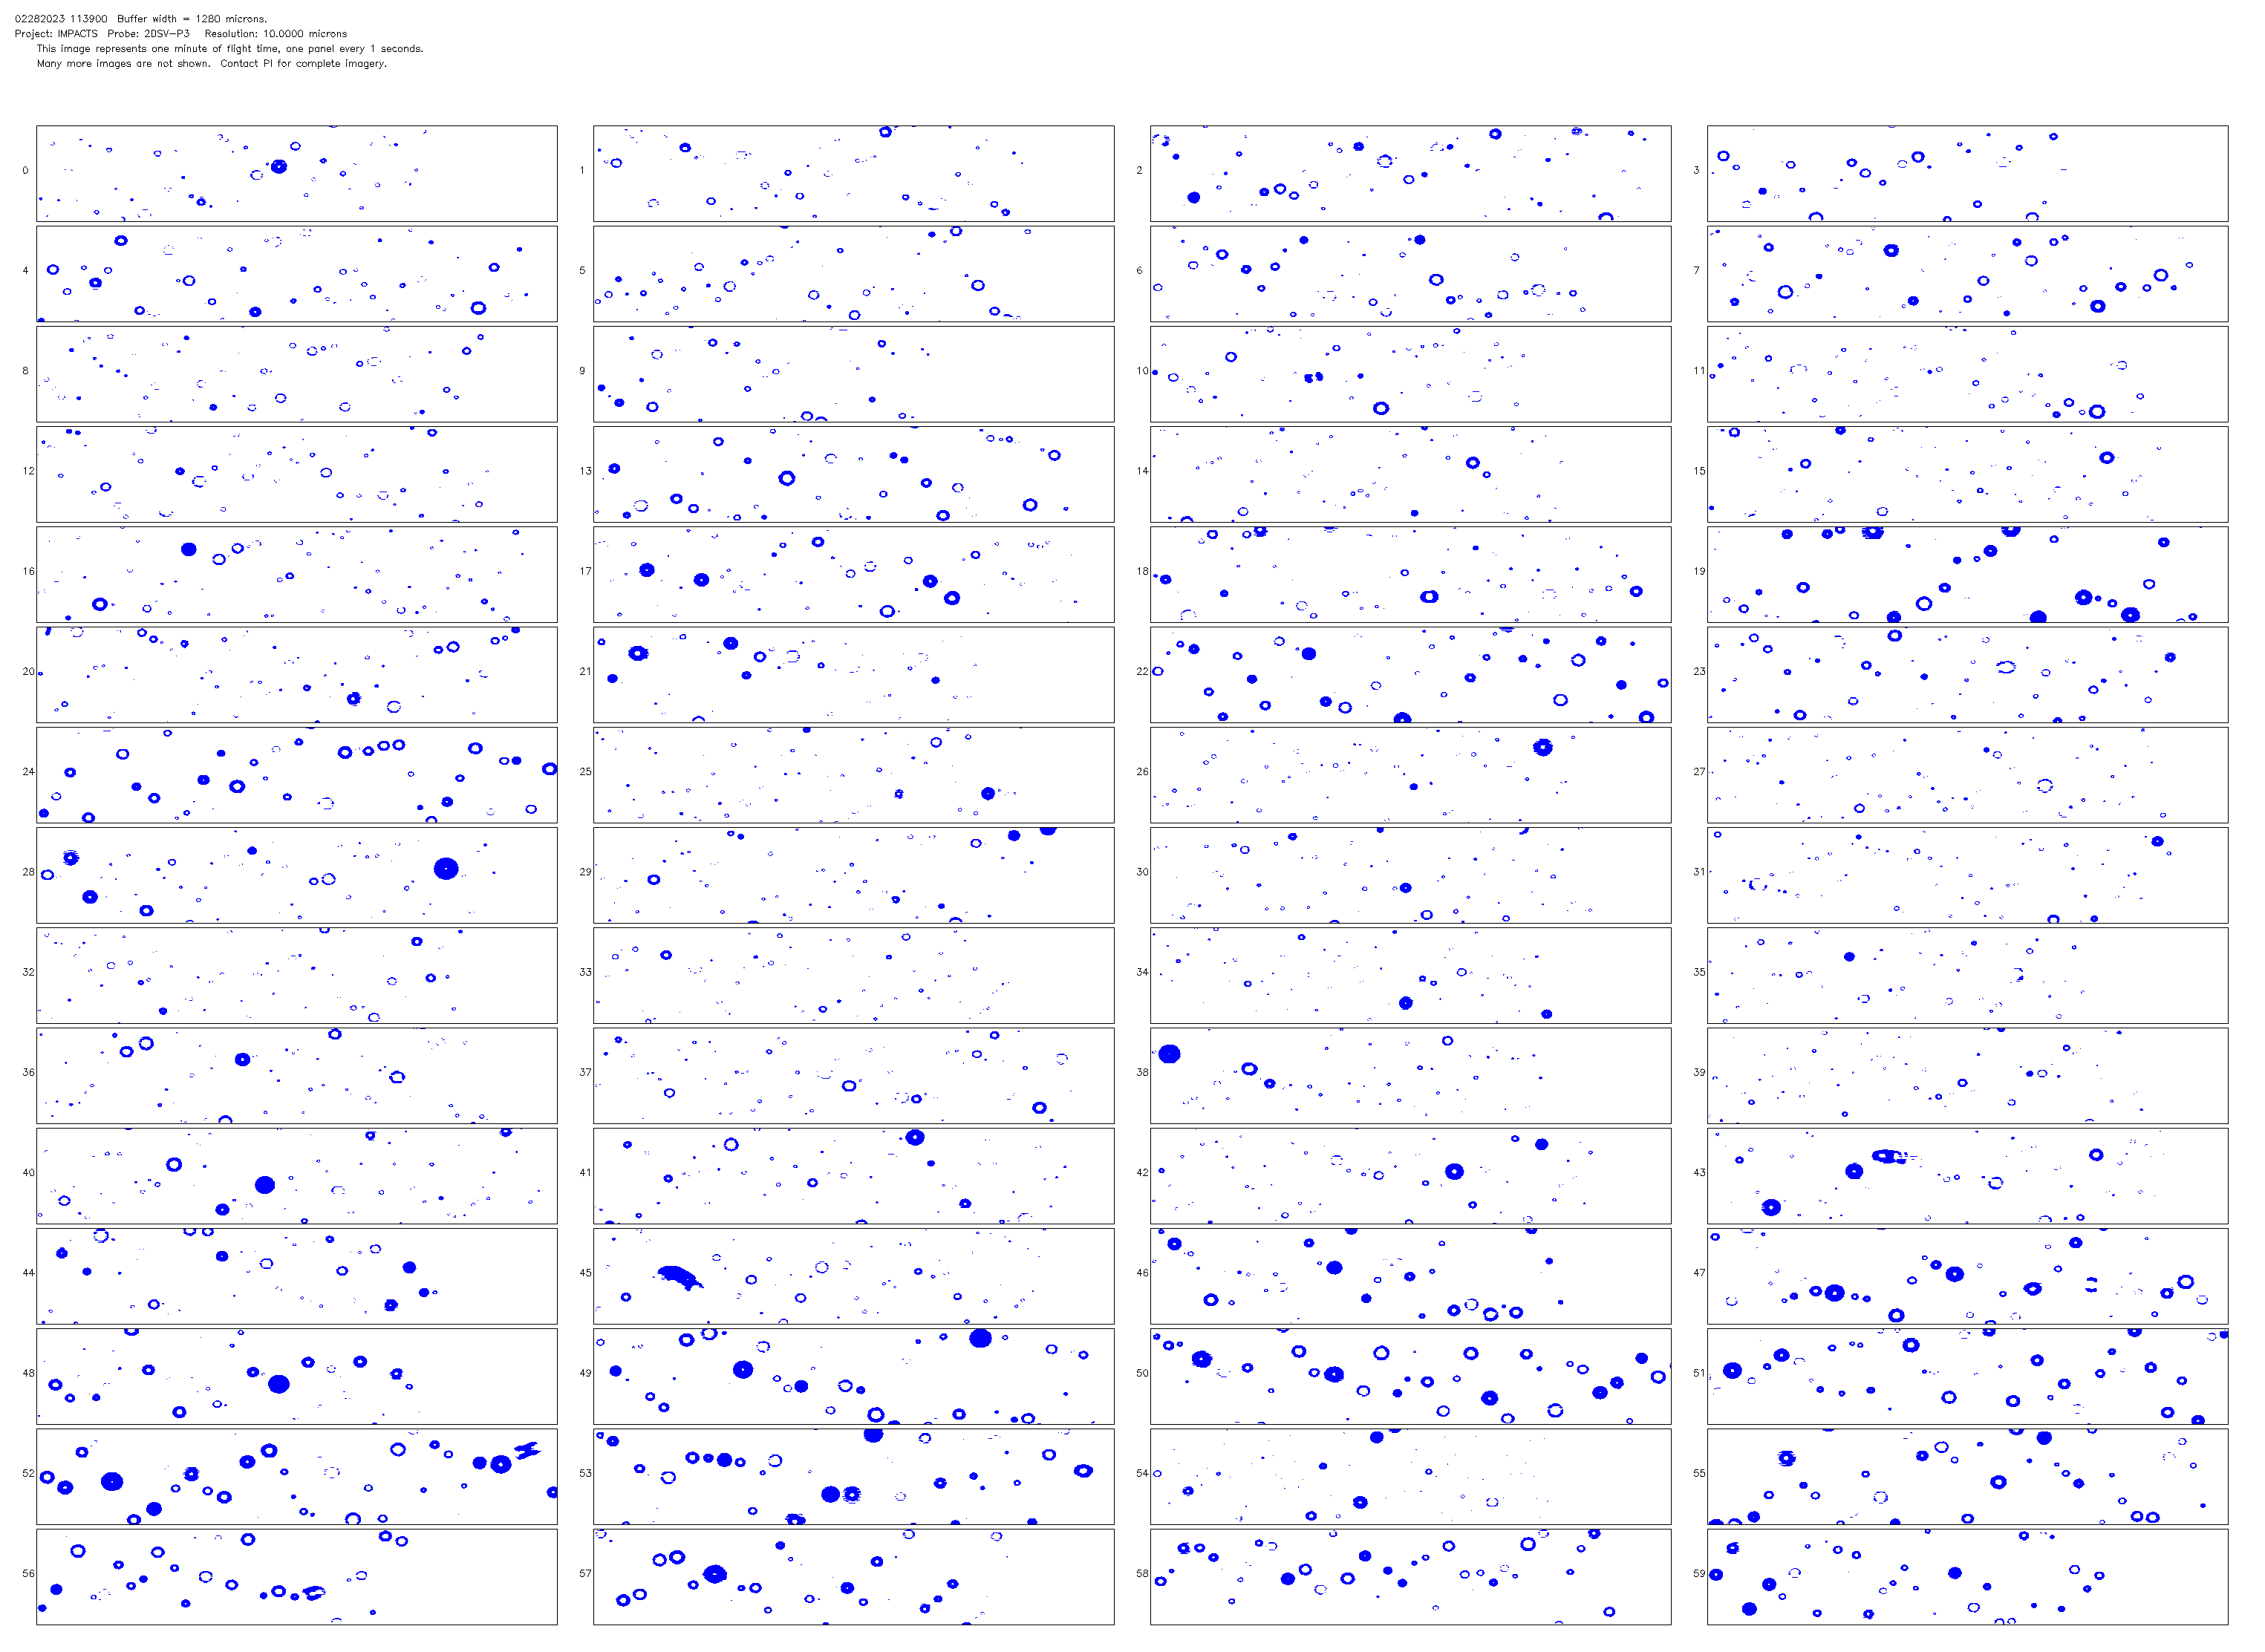 02282023 113900  Buffer width = 1280 microns.
Project: IMPACTS  Probe: 2DSV-P3   Resolution: 10.0000 microns
This image represents one minute of flight time, one panel every 1 seconds.
Many more images are not shown.  Contact PI for complete imagery.
0 1 2 3
4 5 6 7
8 9 10 11
12 13 14 15
16 17 18 19
20 21 22 23
24 25 26 27
28 29 30 31
32 33 34 35
36 37 38 39
40 41 42 43
44 45 46 47
48 49 50 51
52 53 54 55
56 57 58 59